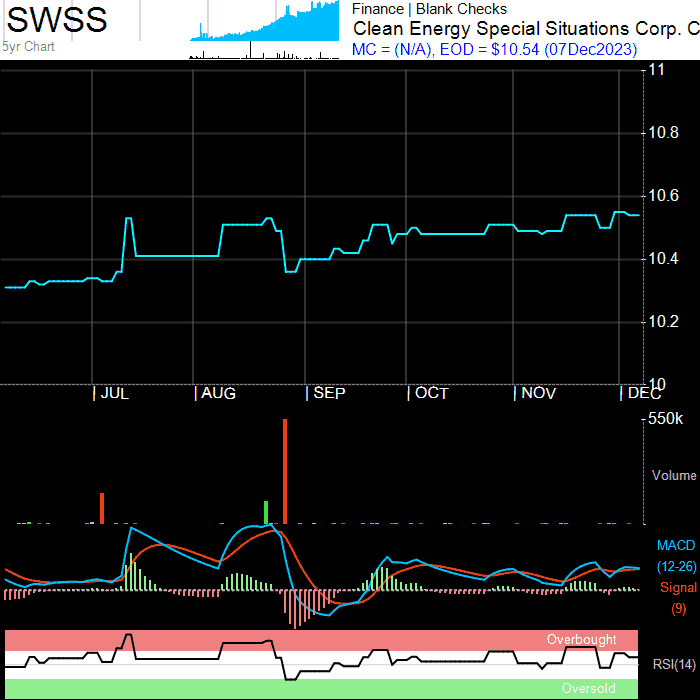 SWSS
5yr Chart
Finance | Blank Checks
Clean Energy Special Situations Corp. C
MC = (N/A), EOD = $10.54 (07Dec2023)
11
10.8
10.6
10.4
10.2
10
| JUL | AUG | SEP | OCT | NOV | DEC
550k
Volume
MACD
(12-26)
Signal
(9)
Overbought
RSI(14)
Oversold